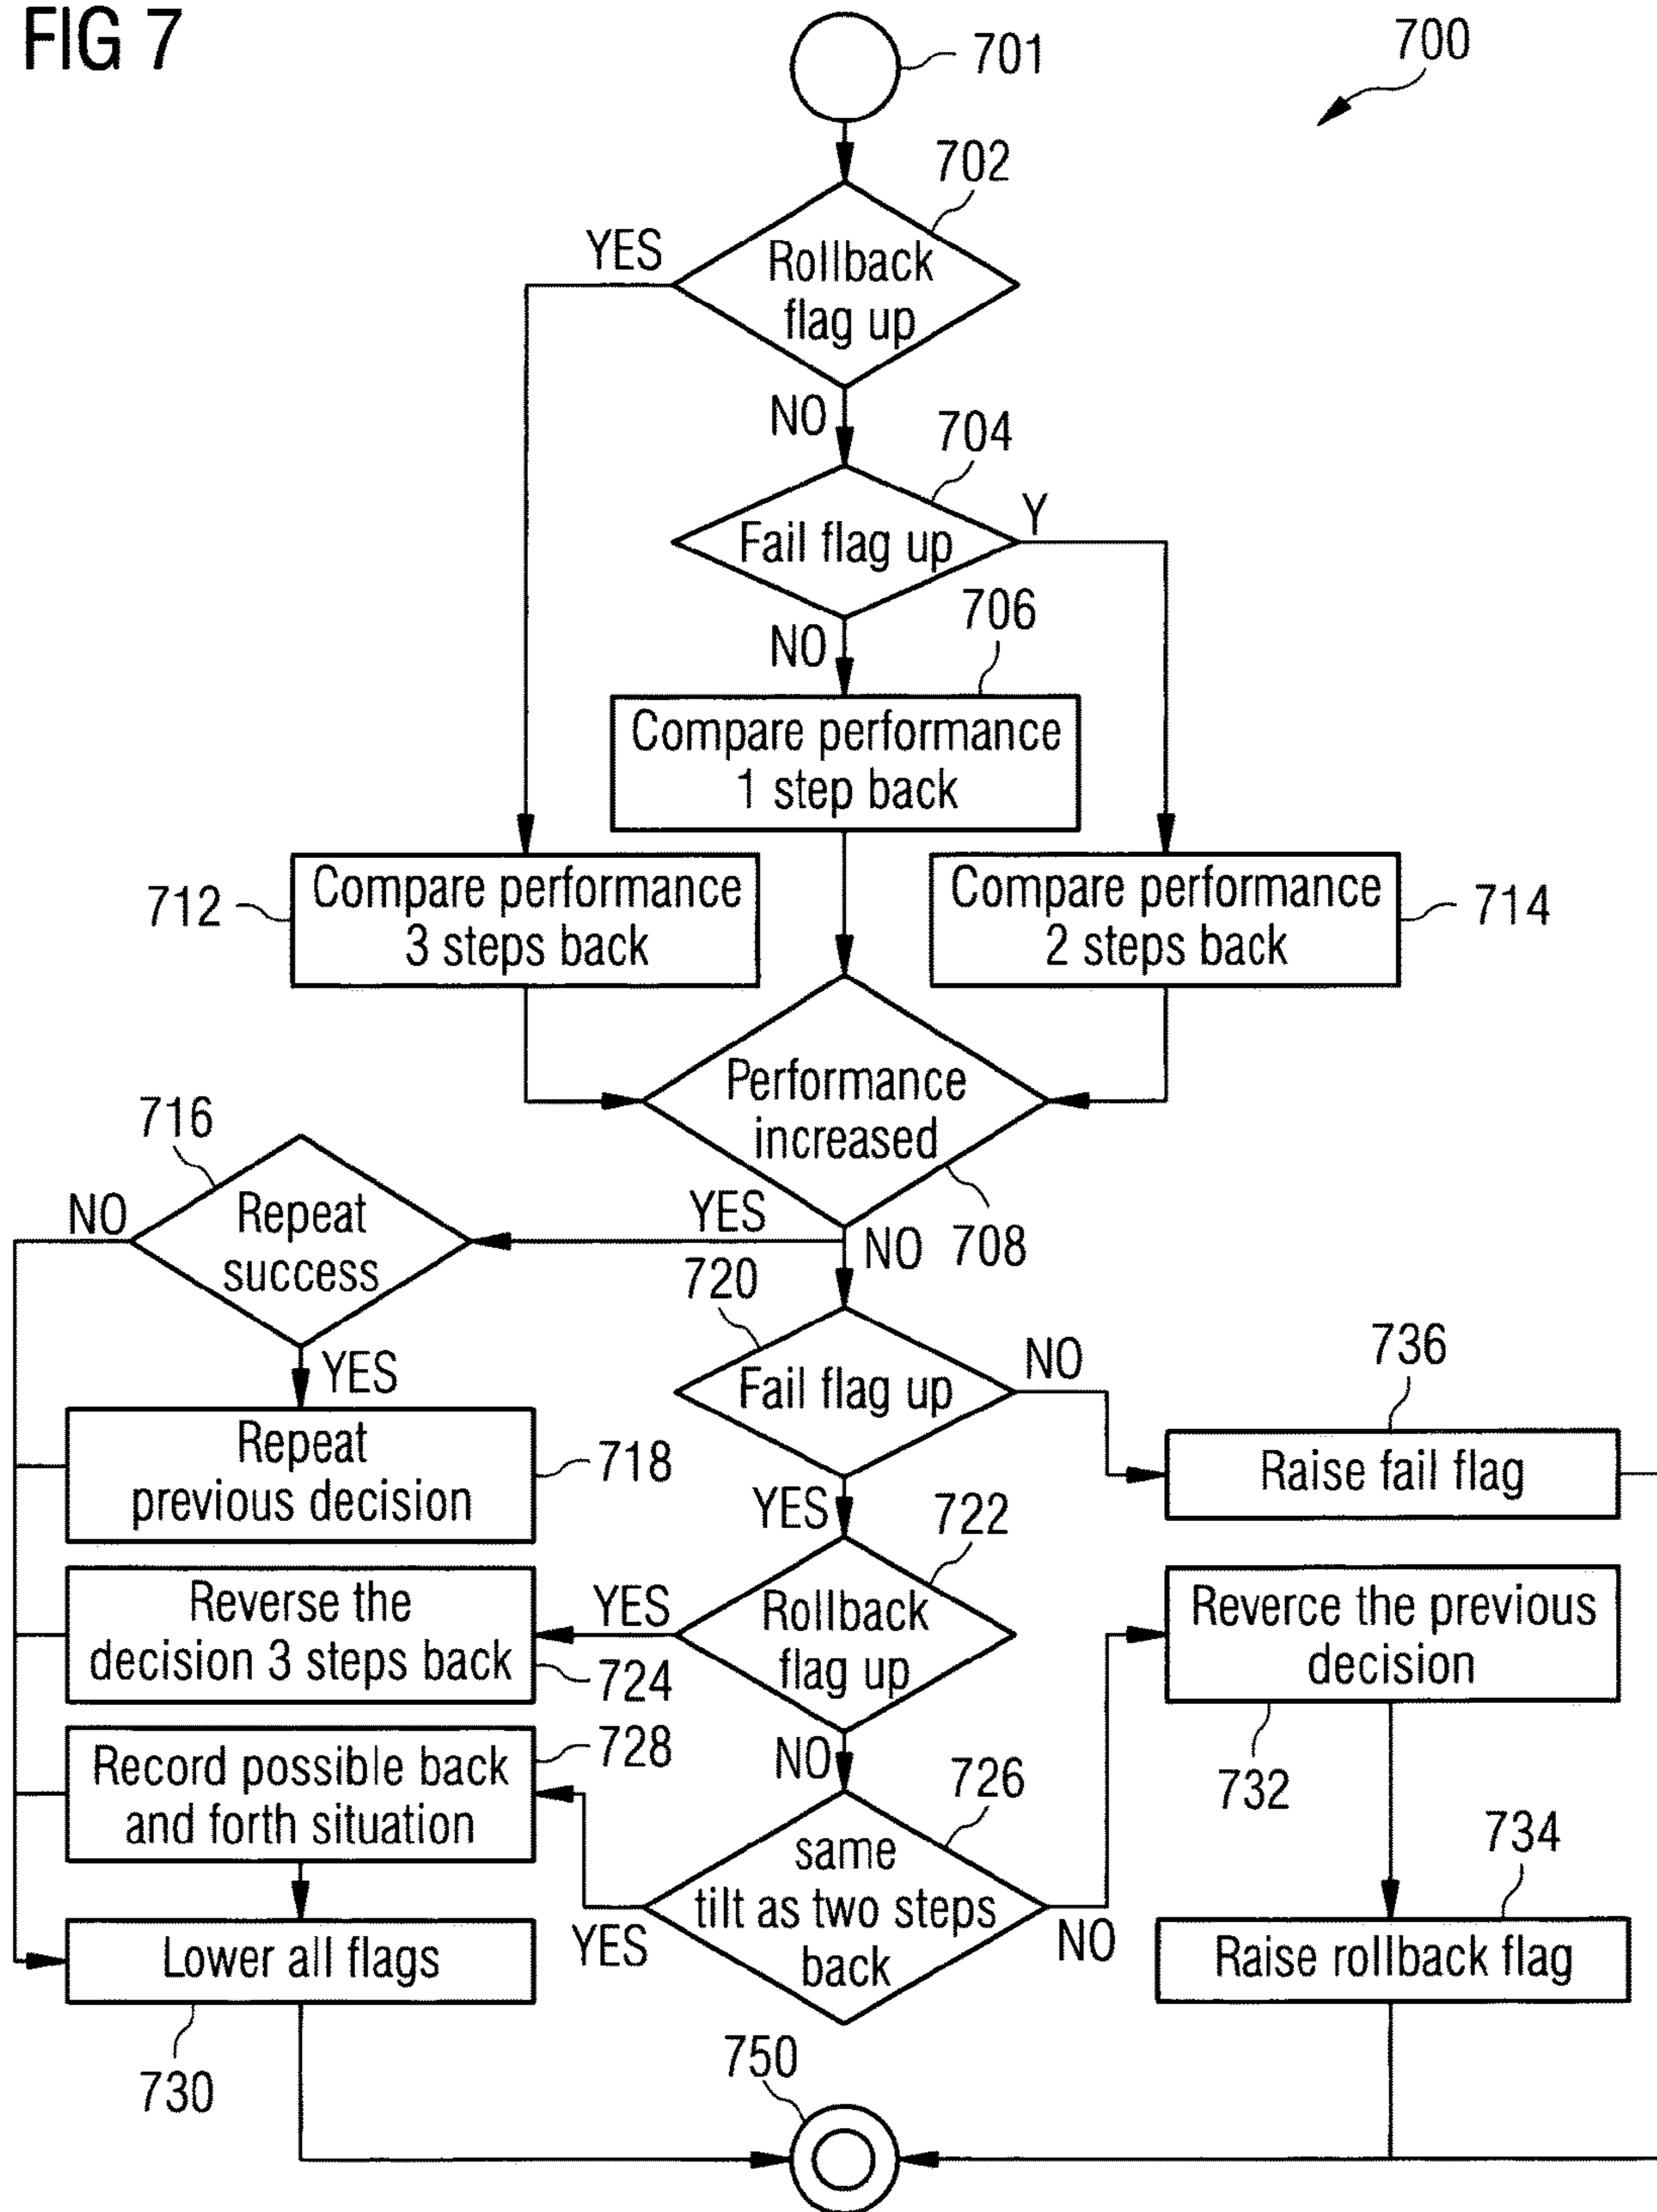 FIG 7
701
700
702
YES
Rollback
flag up
NO
704
Fail flag up
Y
706
NO
Compare performance
1 step back
712
Compare performance
3 steps back
Compare performance
2 steps back
714
Performance
increased
708
716
NO
Repeat
success
YES
NO
720
YES
Fail flag up
NO
736
Repeat
previous decision
718
Raise fail flag
YES
722
Reverse the
decision 3 steps back
724
YES
Rollback
flag up
Reverce the previous
decision
732
NO
728
Record possible back
and forth situation
726
same
tilt as two steps
back
YES
NO
734
Lower all flags
Raise rollback flag
730
750